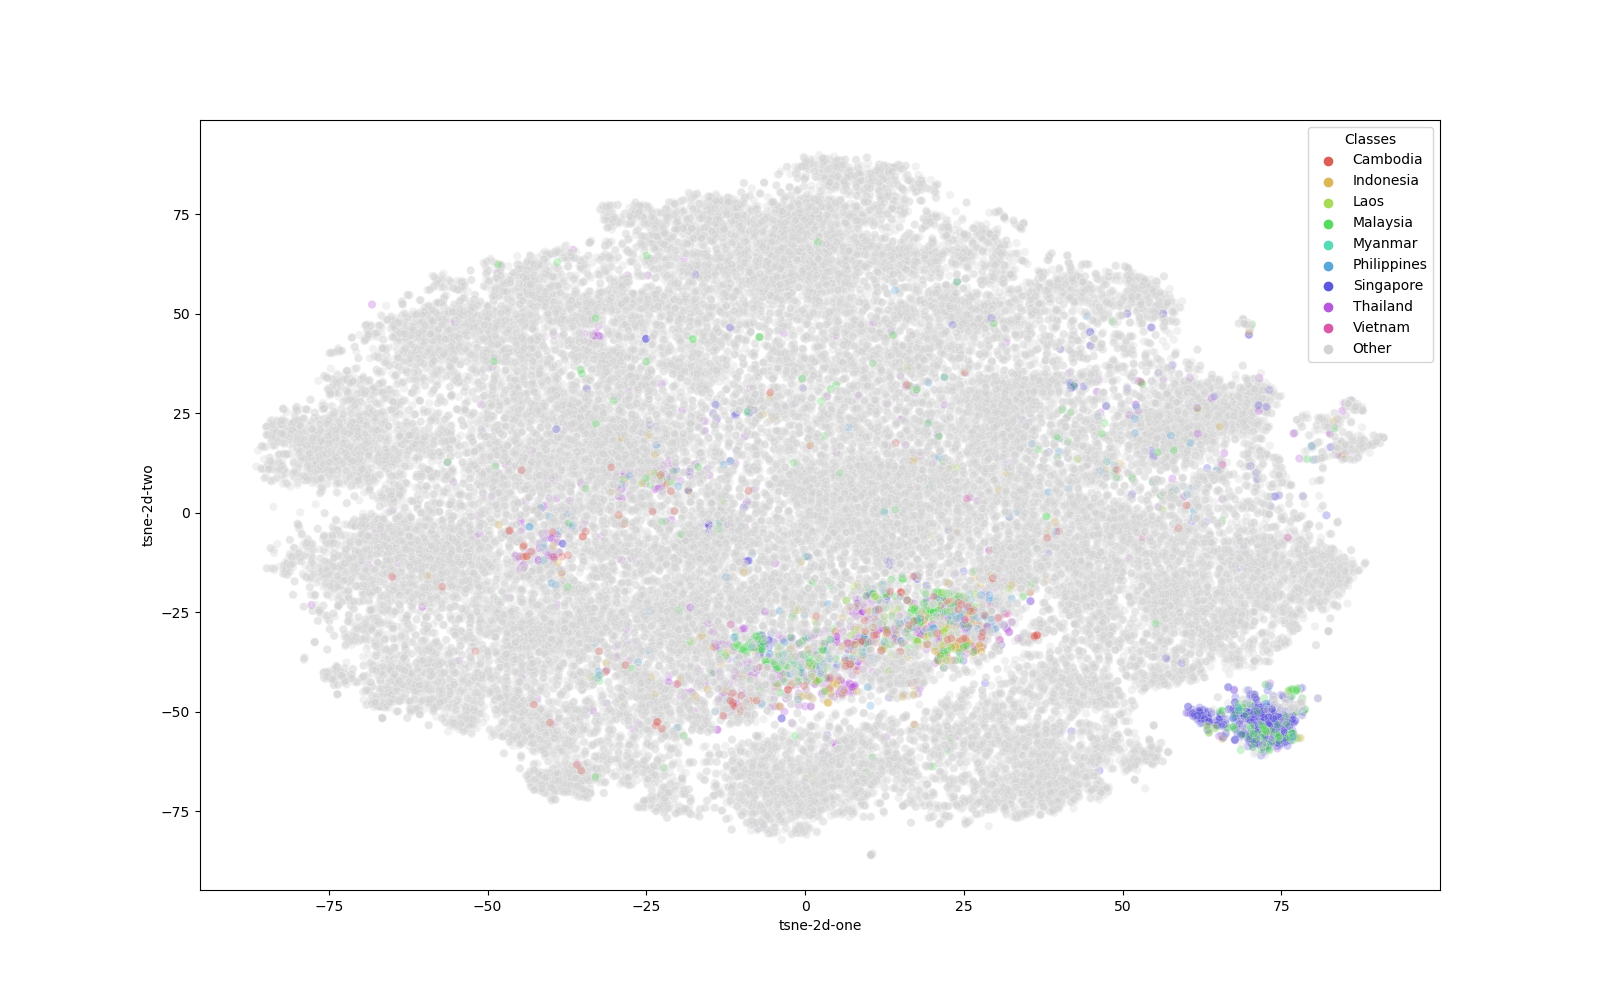 Classes
Cambodia
Indonesia
Laos
Malaysia
Myanmar
Philippines
Singapore
Thailand
Vietnam
Other
75
50
25
0
−25
−50
−75
tsne-2d-two
−75 −50 −25 0 25 50 75
tsne-2d-one